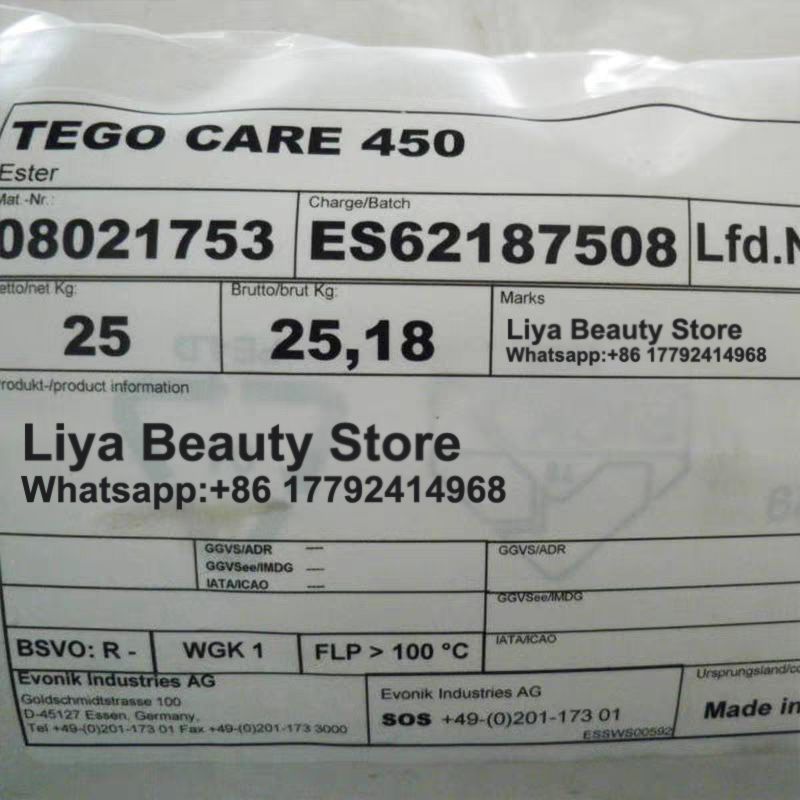 TEGO CARE 450
Ester
Mat.-Nr.:
08021753
Charge/Batch
ES62187508
Lfd.N
etto/net Kg:
25
Brutto/brut Kg:
25,18
Marks
Liya Beauty Store
Whatsapp:+86 17792414968
rodukt-/product information
Liya Beauty Store
Whatsapp:+86 17792414968
GGVS/ADR —
GGVSee/IMDG —
IATA/ICAO —
GGVS/ADR
GGVSee/IMDG
IATA/ICAO
BSVO: R -
WGK 1
FLP > 100 °C
Evonik Industries AG
Goldschmidtstrasse 100
D-45127 Essen, Germany,
Tel +49-(0)201-173 01 Fax +49-(0)201-173 3000
Evonik Industries AG
SOS +49-(0)201-173 01
ESSWS00592
Ursprungsland/co
Made in